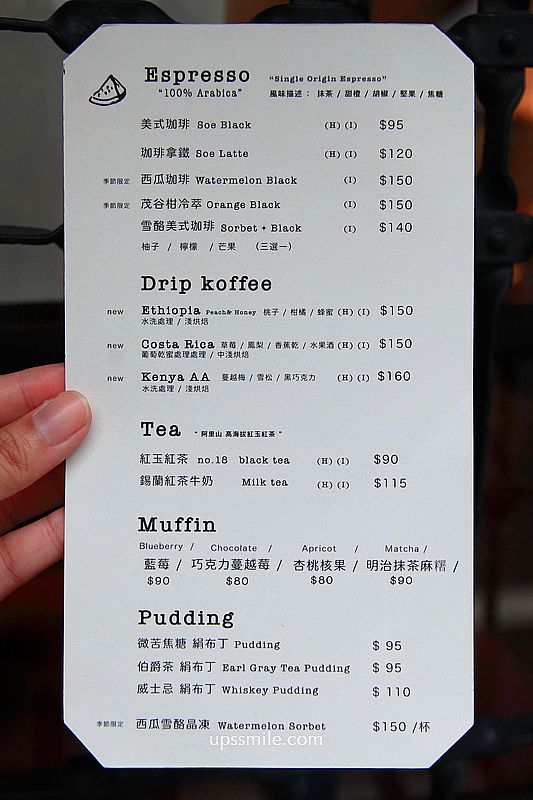 Espresso "Single Origin Espresso"
"100% Arabica" 風味描述： 抹茶 / 甜橙 / 胡椒 / 堅果 / 焦糖
美式珈琲 Soe Black (H) (I) $95
珈琲拿鐵 Soe Latte (H) (I) $120
季節限定 西瓜珈琲 Watermelon Black (I) $150
季節限定 茂谷柑冷萃 Orange Black (I) $150
雪酪美式珈琲 Sorbet + Black (I) $140
柚子 / 檸檬 / 芒果 （三選一）
Drip koffee
new Ethiopia Peach& Honey 桃子 / 柑橘 / 蜂蜜 (H) (I) $150
水洗處理 / 淺烘焙
new Costa Rica 草莓 / 鳳梨 / 香蕉乾 / 水果酒 (H) (I) $150
葡萄乾蜜處理處理 / 中淺烘焙
new Kenya AA 蔓越梅 / 雪松 / 黑巧克力 (H) (I) $160
水洗處理 / 淺烘焙
Tea " 阿里山 高海拔紅玉紅茶 "
紅玉紅茶 no.18 black tea (H) (I) $90
錫蘭紅茶牛奶 Milk tea (H) (I) $115
Muffin
Blueberry / Chocolate / Apricot / Matcha /
藍莓 / 巧克力蔓越莓 / 杏桃核果 / 明治抹茶麻糬 /
$90 $80 $80 $90
Pudding
微苦焦糖 絹布丁 Pudding $ 95
伯爵茶 絹布丁 Earl Gray Tea Pudding $ 95
威士忌 絹布丁 Whiskey Pudding $ 110
季節限定 西瓜雪酪晶凍 Watermelon Sorbet $150 /杯
upssmile.com